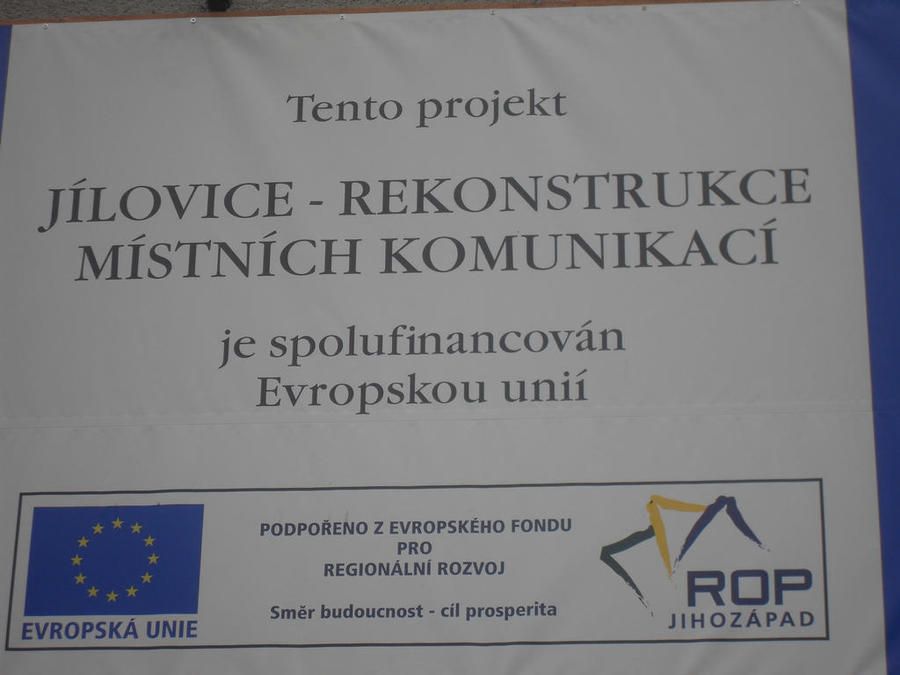 Tento projekt
JÍLOVICE - REKONSTRUKCE
MÍSTNÍCH KOMUNIKACÍ
je spolufinancován
Evropskou unií
PODPOŘENO Z EVROPSKÉHO FONDU
PRO
REGIONÁLNÍ ROZVOJ
Směr budoucnost - cíl prosperita
EVROPSKÁ UNIE
ROP
JIHOZÁPAD